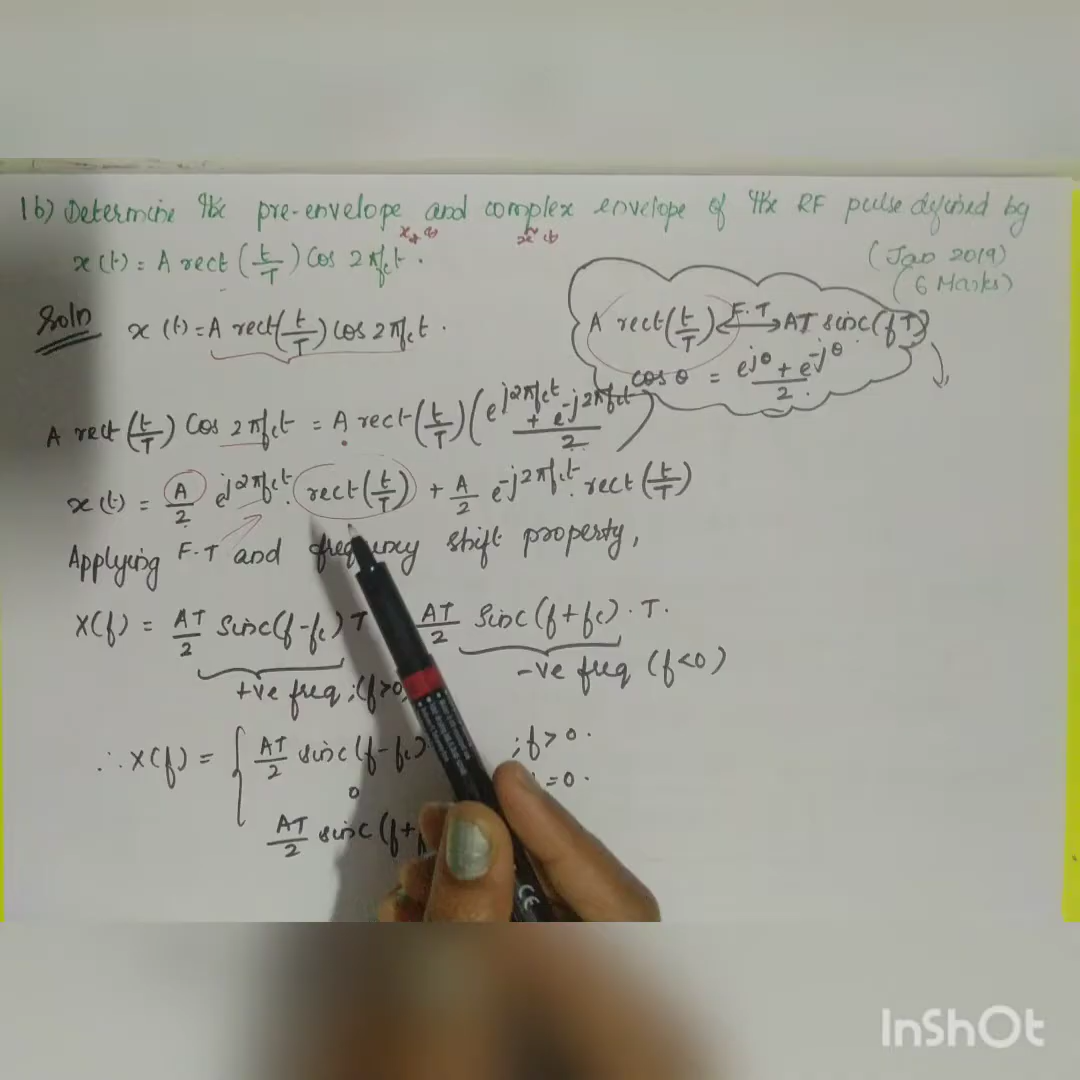 1b) Determine the pre-envelope and complex envelope of the RF pulse defined by
x₊(t) x̃(t)
x(t) = A rect(t/T) Cos 2πfct.
(Jan 2019)
(6 Marks)
Soln x(t) = A rect(t/T) cos 2πfct.
A rect(t/T) F.T ⟷ AT sinc(fT)
cos θ = (e^jθ + e^-jθ)/2.
A rect(t/T) Cos 2πfct = A rect(t/T) ((e^j2πfct + e^-j2πfct)/2)
x(t) = A/2 e^j2πfct . rect(t/T) + A/2 e^-j2πfct . rect(t/T)
Applying F.T and frequency shift property,
X(f) = AT/2 sinc(f-fc) T AT/2 sinc(f+fc) . T.
+ve freq ; (f>0, -ve freq (f<0)
∴ X(f) = { AT/2 sinc(f-fc) ; f>0.
0 =0.
AT/2 sinc(f+
CE
InShOt